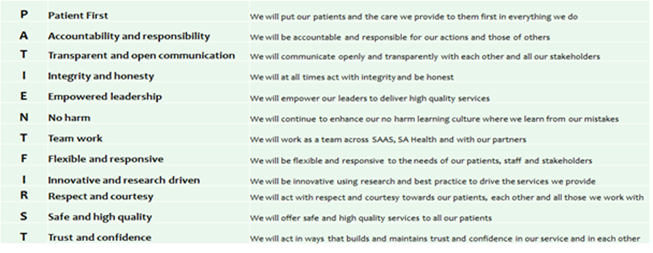 P Patient First We will put our patients and the care we provide to them first in everything we do
A Accountability and responsibility We will be accountable and responsible for our actions and those of others
T Transparent and open communication We will communicate openly and transparently with each other and all our stakeholders
I Integrity and honesty We will at all times act with integrity and be honest
E Empowered leadership We will empower our leaders to deliver high quality services
N No harm We will continue to enhance our no harm learning culture where we learn from our mistakes
T Team work We will work as a team across SAAS, SA Health and with our partners
F Flexible and responsive We will be flexible and responsive to the needs of our patients, staff and stakeholders
I Innovative and research driven We will be innovative using research and best practice to drive the services we provide
R Respect and courtesy We will act with respect and courtesy towards our patients, each other and all those we work with
S Safe and high quality We will offer safe and high quality services to all our patients
T Trust and confidence We will act in ways that builds and maintains trust and confidence in our service and in each other